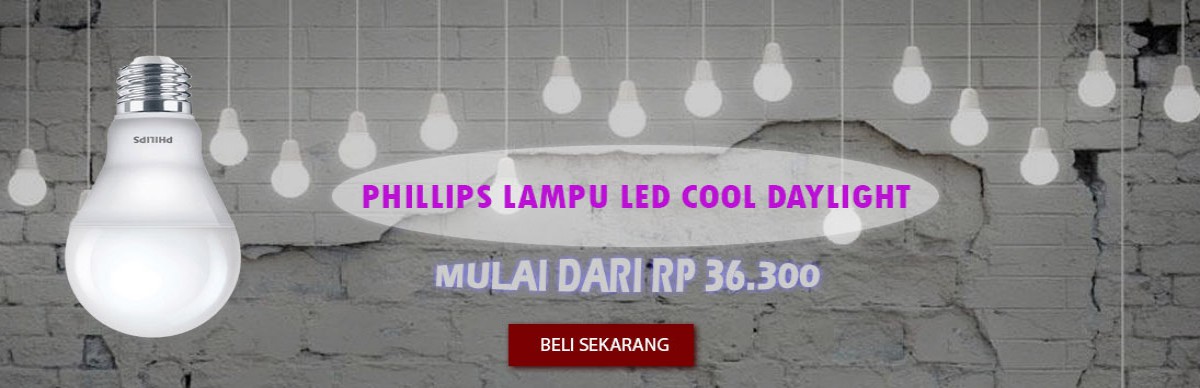 PHILIPS
PHILLIPS LAMPU LED COOL DAYLIGHT
MULAI DARI RP 36.300
BELI SEKARANG